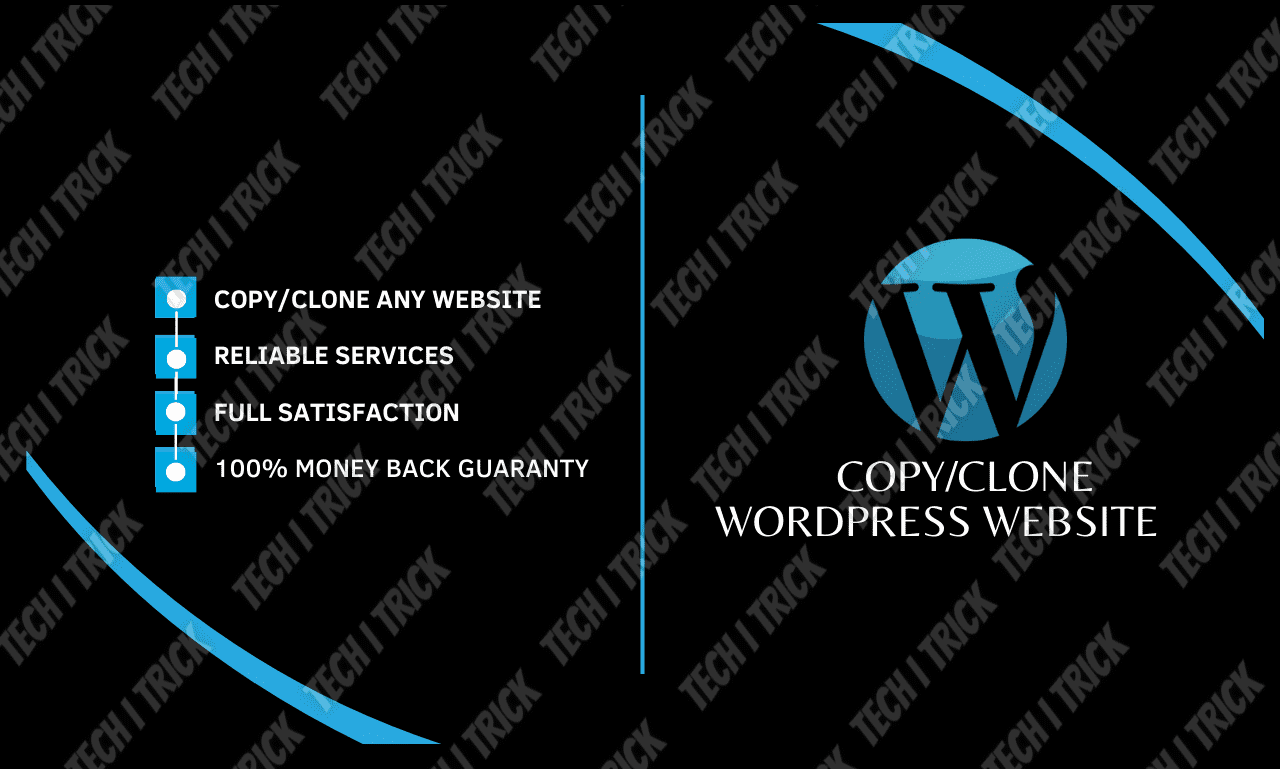 COPY/CLONE ANY WEBSITE
RELIABLE SERVICES
FULL SATISFACTION
100% MONEY BACK GUARANTY
COPY/CLONE
WORDPRESS WEBSITE
TECH I TRICK